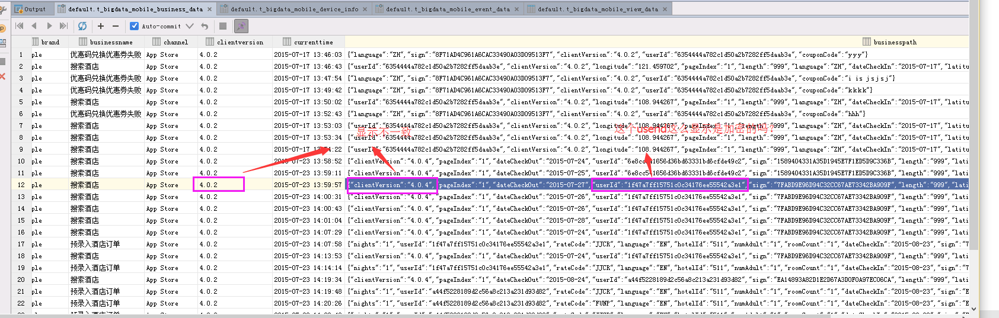 Output
default.t_bigdata_mobile_business_data
default.t_bigdata_mobile_device_info
default.t_bigdata_mobile_event_data
default.t_bigdata_mobile_view_data
Auto-commit
brand businessname channel clientversion currenttime businesspath
1 ple 优惠码兑换优惠券失败 App Store 4.0.2 2015-07-17 13:46:03 {"language":"ZH","sign":"8F71AD4C961A6CAC33490A03D09513F7","clientVersion":"4.0.2","userId":"6354444a782c1d50a2b7282ff5daab3e","couponCode":"yyy"}
2 ple 搜索酒店 App Store 4.0.2 2015-07-17 13:46:43 {"userId":"6354444a782c1d50a2b7282ff5daab3e","clientVersion":"4.0.2","longitude":"121.459702","pageIndex":"1","length":"999","language":"ZH","dateCheckIn":"2015-07-17","latitu
3 ple 优惠码兑换优惠券失败 App Store 4.0.2 2015-07-17 13:47:54 {"language":"ZH","sign":"8F71AD4C961A6CAC33490A03D09513F7","clientVersion":"4.0.2","userId":"6354444a782c1d50a2b7282ff5daab3e","couponCode":"i is jsjsj"}
4 ple 优惠码兑换优惠券失败 App Store 4.0.2 2015-07-17 13:49:42 {"language":"ZH","sign":"8F71AD4C961A6CAC33490A03D09513F7","clientVersion":"4.0.2","userId":"6354444a782c1d50a2b7282ff5daab3e","couponCode":"kkkk"}
5 ple 搜索酒店 App Store 4.0.2 2015-07-17 13:50:02 {"userId":"6354444a782c1d50a2b7282ff5daab3e","clientVersion":"4.0.2","longitude":"108.944267","pageIndex":"1","length":"999","language":"ZH","dateCheckIn":"2015-07-17","latitu
6 ple 优惠码兑换优惠券失败 App Store 4.0.2 2015-07-17 13:52:43 {"language":"ZH","sign":"8F71AD4C961A6CAC33490A03D09513F7","clientVersion":"4.0.2","userId":"6354444a782c1d50a2b7282ff5daab3e","couponCode":"hhh"}
7 ple 搜索酒店 App Store 4.0.2 2015-07-17 13:53:03 {"userId":"6354444a782c1d50a2b7282ff5daab3e","clientVersion":"4.0.2","longitude":"108.944267","pageIndex":"1","length":"999","language":"ZH","dateCheckIn":"2015-07-17","latitu
显示不一致 这个userid这么显示是加密的吗?
8 ple 搜索酒店 App Store 4.0.2 2015-07-17 13:53:34 {"userId":"6354444a782c1d50a2b7282ff5daab3e","clientVersion":"4.0.2","longitude":"108.944267","pageIndex":"1","length":"999","language":"ZH","dateCheckIn":"2015-07-17","latitu
9 ple 搜索酒店 App Store 4.0.2 2015-07-17 :22 "6354444a782c1d50a2b7282ff5daab3e","clientVersion":"4.0.2","longitude":"108.944267","pageIndex":"1","length":"999","language":"ZH","dateCheckIn":"2015-07-17","latitu
10 ple 搜索酒店 App Store 4.0.2 2015-07-23 13:58:52 {"clientVersion":"4.0.4","pageIndex":"1","dateCheckOut":"2015-07-24","userId":"6e8cc541656d36bd63331bd6cfde49c2","sign":"1589404331A35D1945E7F1ED5D9C336B","length":"999","lati
11 ple 搜索酒店 App Store 4.0.2 2015-07-23 13:59:11 {"clientVersion":"4.0.4","pageIndex":"1","dateCheckOut":"2015-07-25","userId":"6e8cc541656d36bd63331bd6cfde49c2","sign":"1589404331A35D1945E7F1ED5D9C336B","length":"999","lati
12 ple 搜索酒店 App Store 4.0.2 2015-07-23 13:59:57 {"clientVersion":"4.0.4","pageIndex":"1","dateCheckOut":"2015-07-27","userId":"1f47a7ff15751c0c34176ee55542a3e1","sign":"7FABD9E96D94C32CC67AE73342BA909F","length":"999","lati
13 ple 搜索酒店 App Store 4.0.2 2015-07-23 14:00:31 {"clientVersion":"4.0.4","pageIndex":"1","dateCheckOut":"2015-07-26","userId":"1f47a7ff15751c0c34176ee55542a3e1","sign":"7FABD9E96D94C32CC67AE73342BA909F","length":"999","lati
14 ple 搜索酒店 App Store 4.0.2 2015-07-23 14:00:43 {"clientVersion":"4.0.4","pageIndex":"1","dateCheckOut":"2015-07-26","userId":"1f47a7ff15751c0c34176ee55542a3e1","sign":"7FABD9E96D94C32CC67AE73342BA909F","length":"999","lati
15 ple 搜索酒店 App Store 4.0.2 2015-07-23 14:01:04 {"clientVersion":"4.0.4","pageIndex":"1","dateCheckOut":"2015-07-28","userId":"1f47a7ff15751c0c34176ee55542a3e1","sign":"7FABD9E96D94C32CC67AE73342BA909F","length":"999","lati
16 ple 搜索酒店 App Store 4.0.2 2015-07-23 14:07:29 {"clientVersion":"4.0.4","pageIndex":"1","dateCheckOut":"2015-07-26","userId":"1f47a7ff15751c0c34176ee55542a3e1","sign":"7FABD9E96D94C32CC67AE73342BA909F","length":"999","lati
17 ple 预录入酒店订单 App Store 4.0.2 2015-07-23 14:07:58 {"nights":"1","userId":"1f47a7ff15751c0c34176ee55542a3e1","rateCode":"JJCR","language":"EN","hotelId":"511","numAdult":"1","roomCount":"1","dateCheckIn":"2015-08-23","sign":"7
18 ple 搜索酒店 App Store 4.0.2 2015-07-23 14:13:53 {"clientVersion":"4.0.4","pageIndex":"1","dateCheckOut":"2015-07-24","userId":"1f47a7ff15751c0c34176ee55542a3e1","sign":"7FABD9E96D94C32CC67AE73342BA909F","length":"999","lati
19 ple 预录入酒店订单 App Store 4.0.2 2015-07-23 14:14:14 {"nights":"1","userId":"1f47a7ff15751c0c34176ee55542a3e1","rateCode":"JJCR","language":"EN","hotelId":"511","numAdult":"1","roomCount":"1","dateCheckIn":"2015-08-23","sign":"7
20 ple 搜索酒店 App Store 4.0.2 2015-07-23 14:19:34 {"clientVersion":"4.0.4","pageIndex":"1","dateCheckOut":"2015-08-24","userId":"a44f5228189d2c56a8c213a231d93d82","sign":"EA14893A82D1E2D67A3D0F0A97EC06CA","length":"999","lati
21 ple 预录入酒店订单 App Store 4.0.2 2015-07-23 14:19:48 {"nights":"1","userId":"a44f5228189d2c56a8c213a231d93d82","rateCode":"JJCR","language":"EN","hotelId":"511","numAdult":"1","roomCount":"1","dateCheckIn":"2015-08-23","sign":"E
22 ple 预录入酒店订单 App Store 4.0.2 2015-07-23 14:20:26 {"nights":"1","userId":"a44f5228189d2c56a8c213a231d93d82","rateCode":"FUNP","language":"EN","hotelId":"511","numAdult":"1","roomCount":"1","dateCheckIn":"2015-08-23","sign":"E